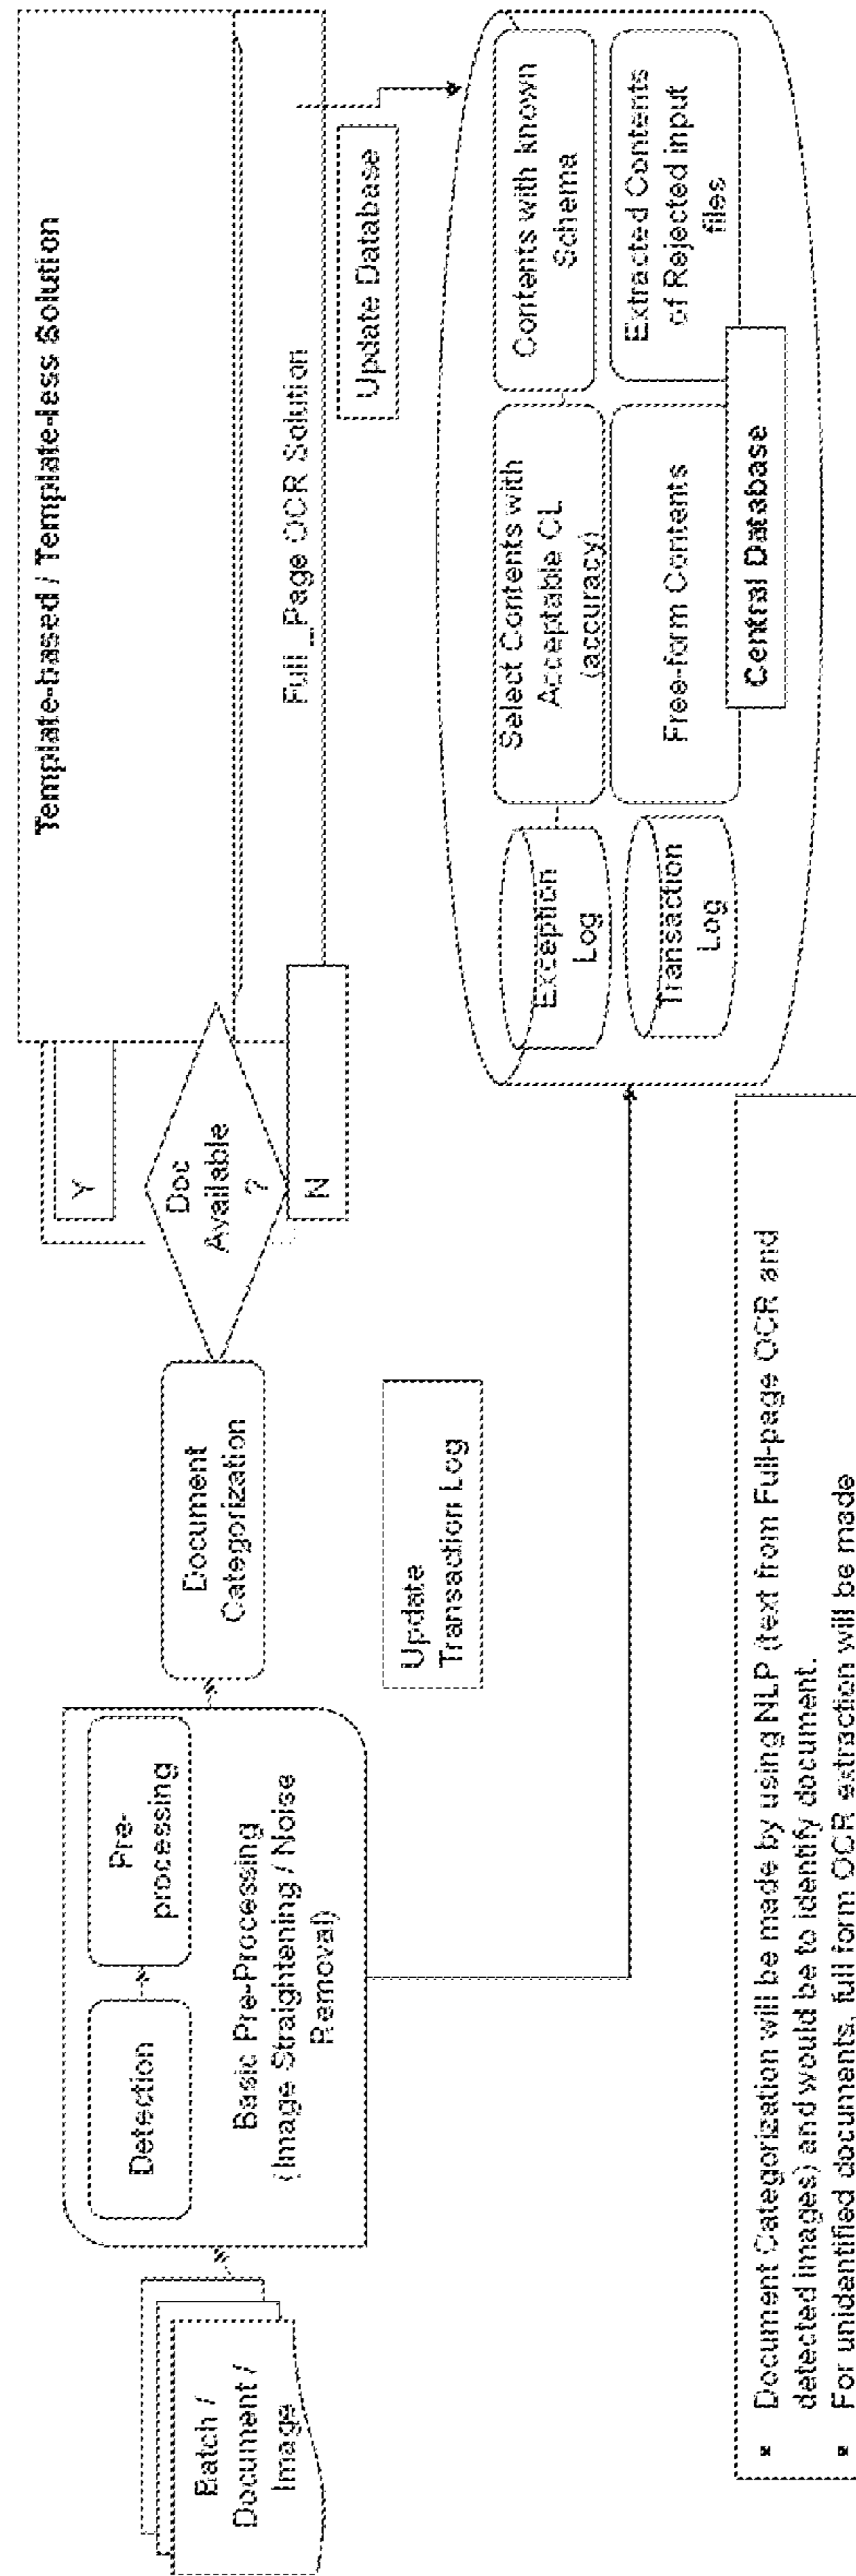 Batch /
Document /
Image
Detection
Pre-
processing
Basic Pre-Processing
(Image Straightening / Noise
Removal)
Document
Categorization
Doc
Available
?
Y
N
Template-based / Template-less Solution
Full_Page OCR Solution
Update Database
Update
Transaction Log
Exception
Log
Transaction
Log
Select Contents with
Acceptable CL
(accuracy)
Contents with known
Schema
Free-form Contents
Extracted Contents
of Rejected input
files
Central Database
▪ Document Categorization will be made by using NLP (text from Full-page OCR and
detected images) and would be to identify document.
▪ For unidentified documents, full form OCR extraction will be made